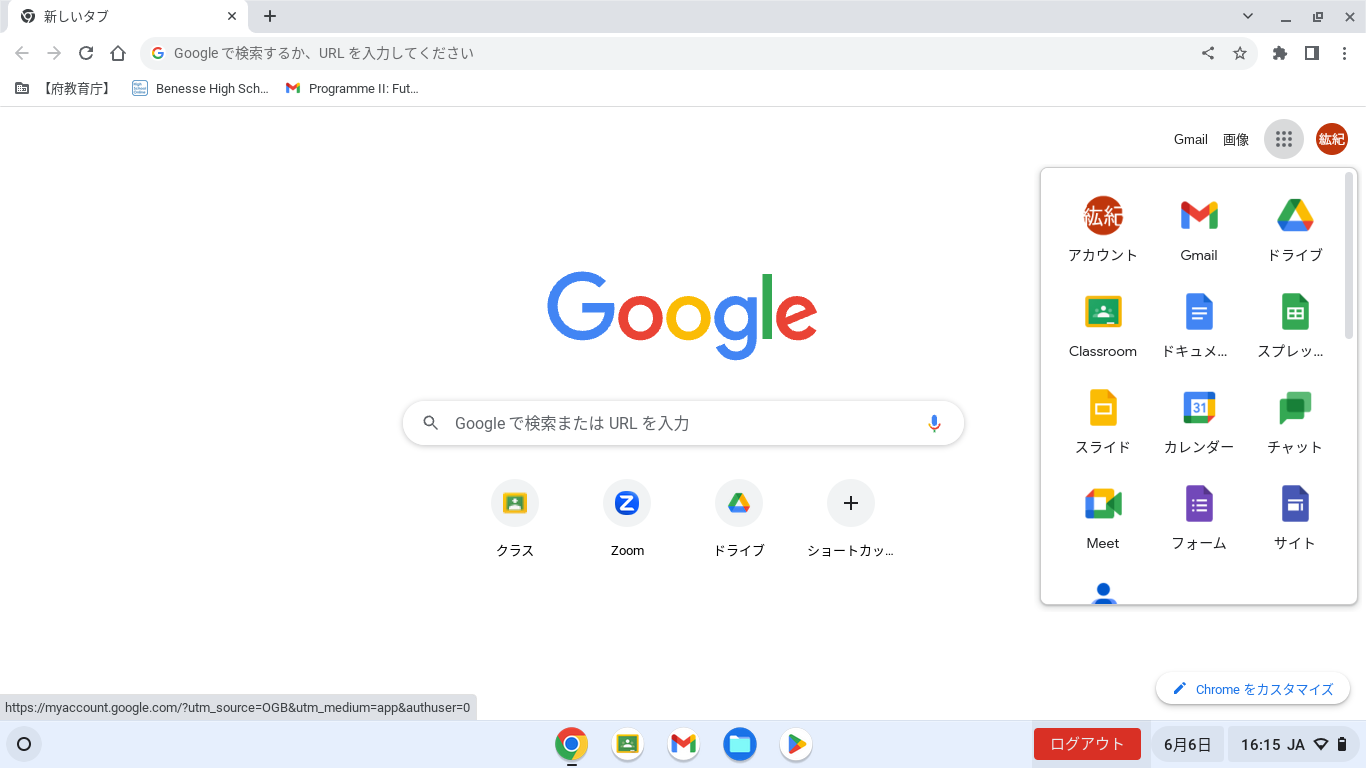 新しいタブ
Google で検索するか、URL を入力してください
【府教育庁】
Benesse High Sch...
Programme II: Fut...
Gmail
画像
紘紀
紘紀
アカウント
Gmail
ドライブ
Classroom
ドキュメ...
スプレッ...
31
スライド
カレンダー
チャット
Meet
フォーム
サイト
Google
Google で検索または URL を入力
クラス
Zoom
ドライブ
ショートカッ...
Chrome をカスタマイズ
https://myaccount.google.com/?utm_source=OGB&utm_medium=app&authuser=0
ログアウト
6月6日
16:15 JA